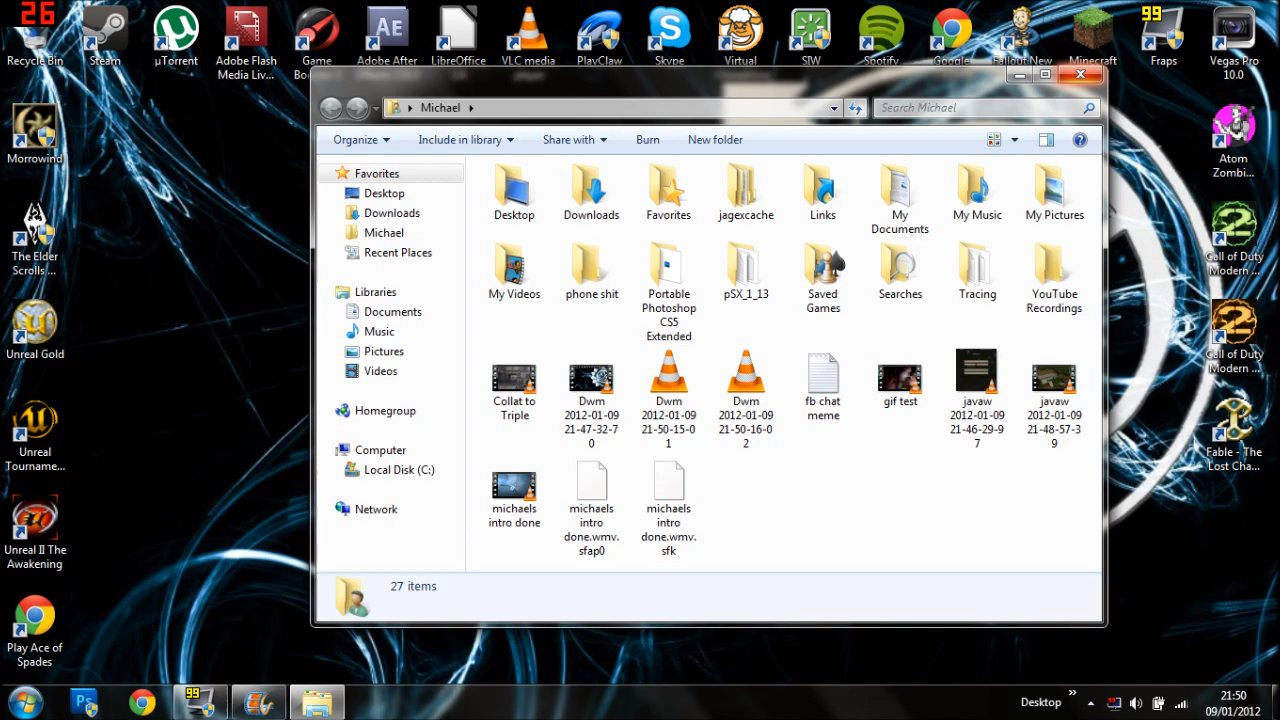 26
99
Recycle Bin
Steam
µTorrent
Adobe Flash
Media Liv...
Game
Adobe After
LibreOffice
VLC media
PlayClaw
Skype
Virtual
SIW
Spotify
Google
Fallout New
Minecraft
Fraps
Vegas Pro
10.0
Michael
Search Michael
Organize
Include in library
Share with
Burn
New folder
Morrowind
The Elder
Scrolls ...
Unreal Gold
Unreal
Tourname...
Unreal II The
Awakening
Play Ace of
Spades
Favorites
Desktop
Downloads
Michael
Recent Places
Libraries
Documents
Music
Pictures
Videos
Homegroup
Computer
Local Disk (C:)
Network
Desktop
Downloads
Favorites
jagexcache
Links
My
Documents
My Music
My Pictures
My Videos
phone shit
Portable
Photoshop
CS5
Extended
pSX_1_13
Saved
Games
Searches
Tracing
YouTube
Recordings
Collat to
Triple
Dwm
2012-01-09
21-47-32-7
0
Dwm
2012-01-09
21-50-15-0
1
Dwm
2012-01-09
21-50-16-0
2
fb chat
meme
gif test
javaw
2012-01-09
21-46-29-9
7
javaw
2012-01-09
21-48-57-3
9
michaels
intro done
michaels
intro
done.wmv.
sfap0
michaels
intro
done.wmv.
sfk
27 items
Atom
Zombi...
Call of Duty
Modern ...
Call of Duty
Modern ...
Fable - The
Lost Cha...
99
Desktop
21:50
09/01/2012